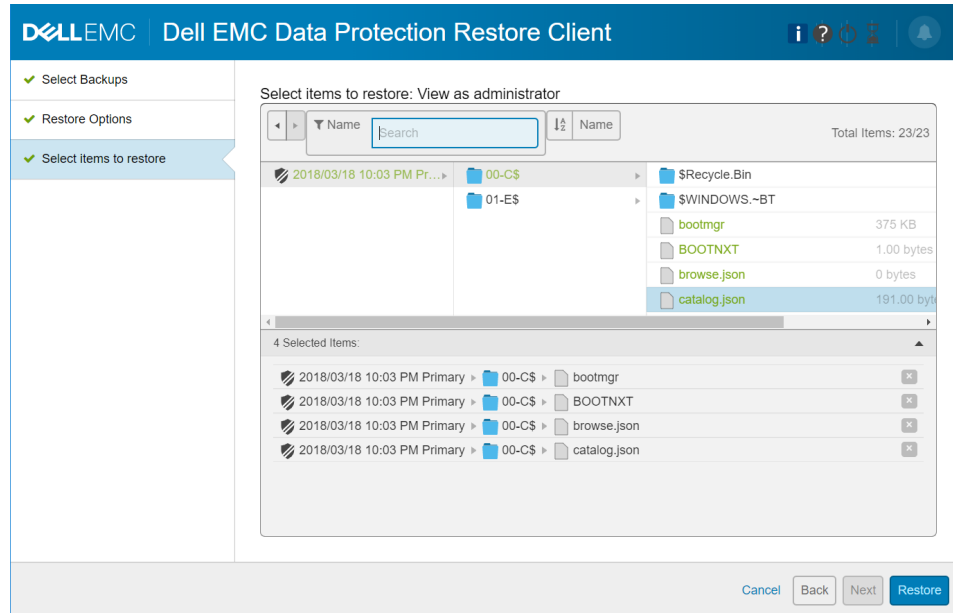 DELLEMC Dell EMC Data Protection Restore Client
Select Backups
Restore Options
Select items to restore
Select items to restore: View as administrator
Name Search Name Total Items: 23/23
2018/03/18 10:03 PM Pr... 00-C$ $Recycle.Bin
01-E$ $WINDOWS.~BT
bootmgr 375 KB
BOOTNXT 1.00 bytes
browse.json 0 bytes
catalog.json 191.00 byt
4 Selected Items:
2018/03/18 10:03 PM Primary 00-C$ bootmgr
2018/03/18 10:03 PM Primary 00-C$ BOOTNXT
2018/03/18 10:03 PM Primary 00-C$ browse.json
2018/03/18 10:03 PM Primary 00-C$ catalog.json
Cancel Back Next Restore